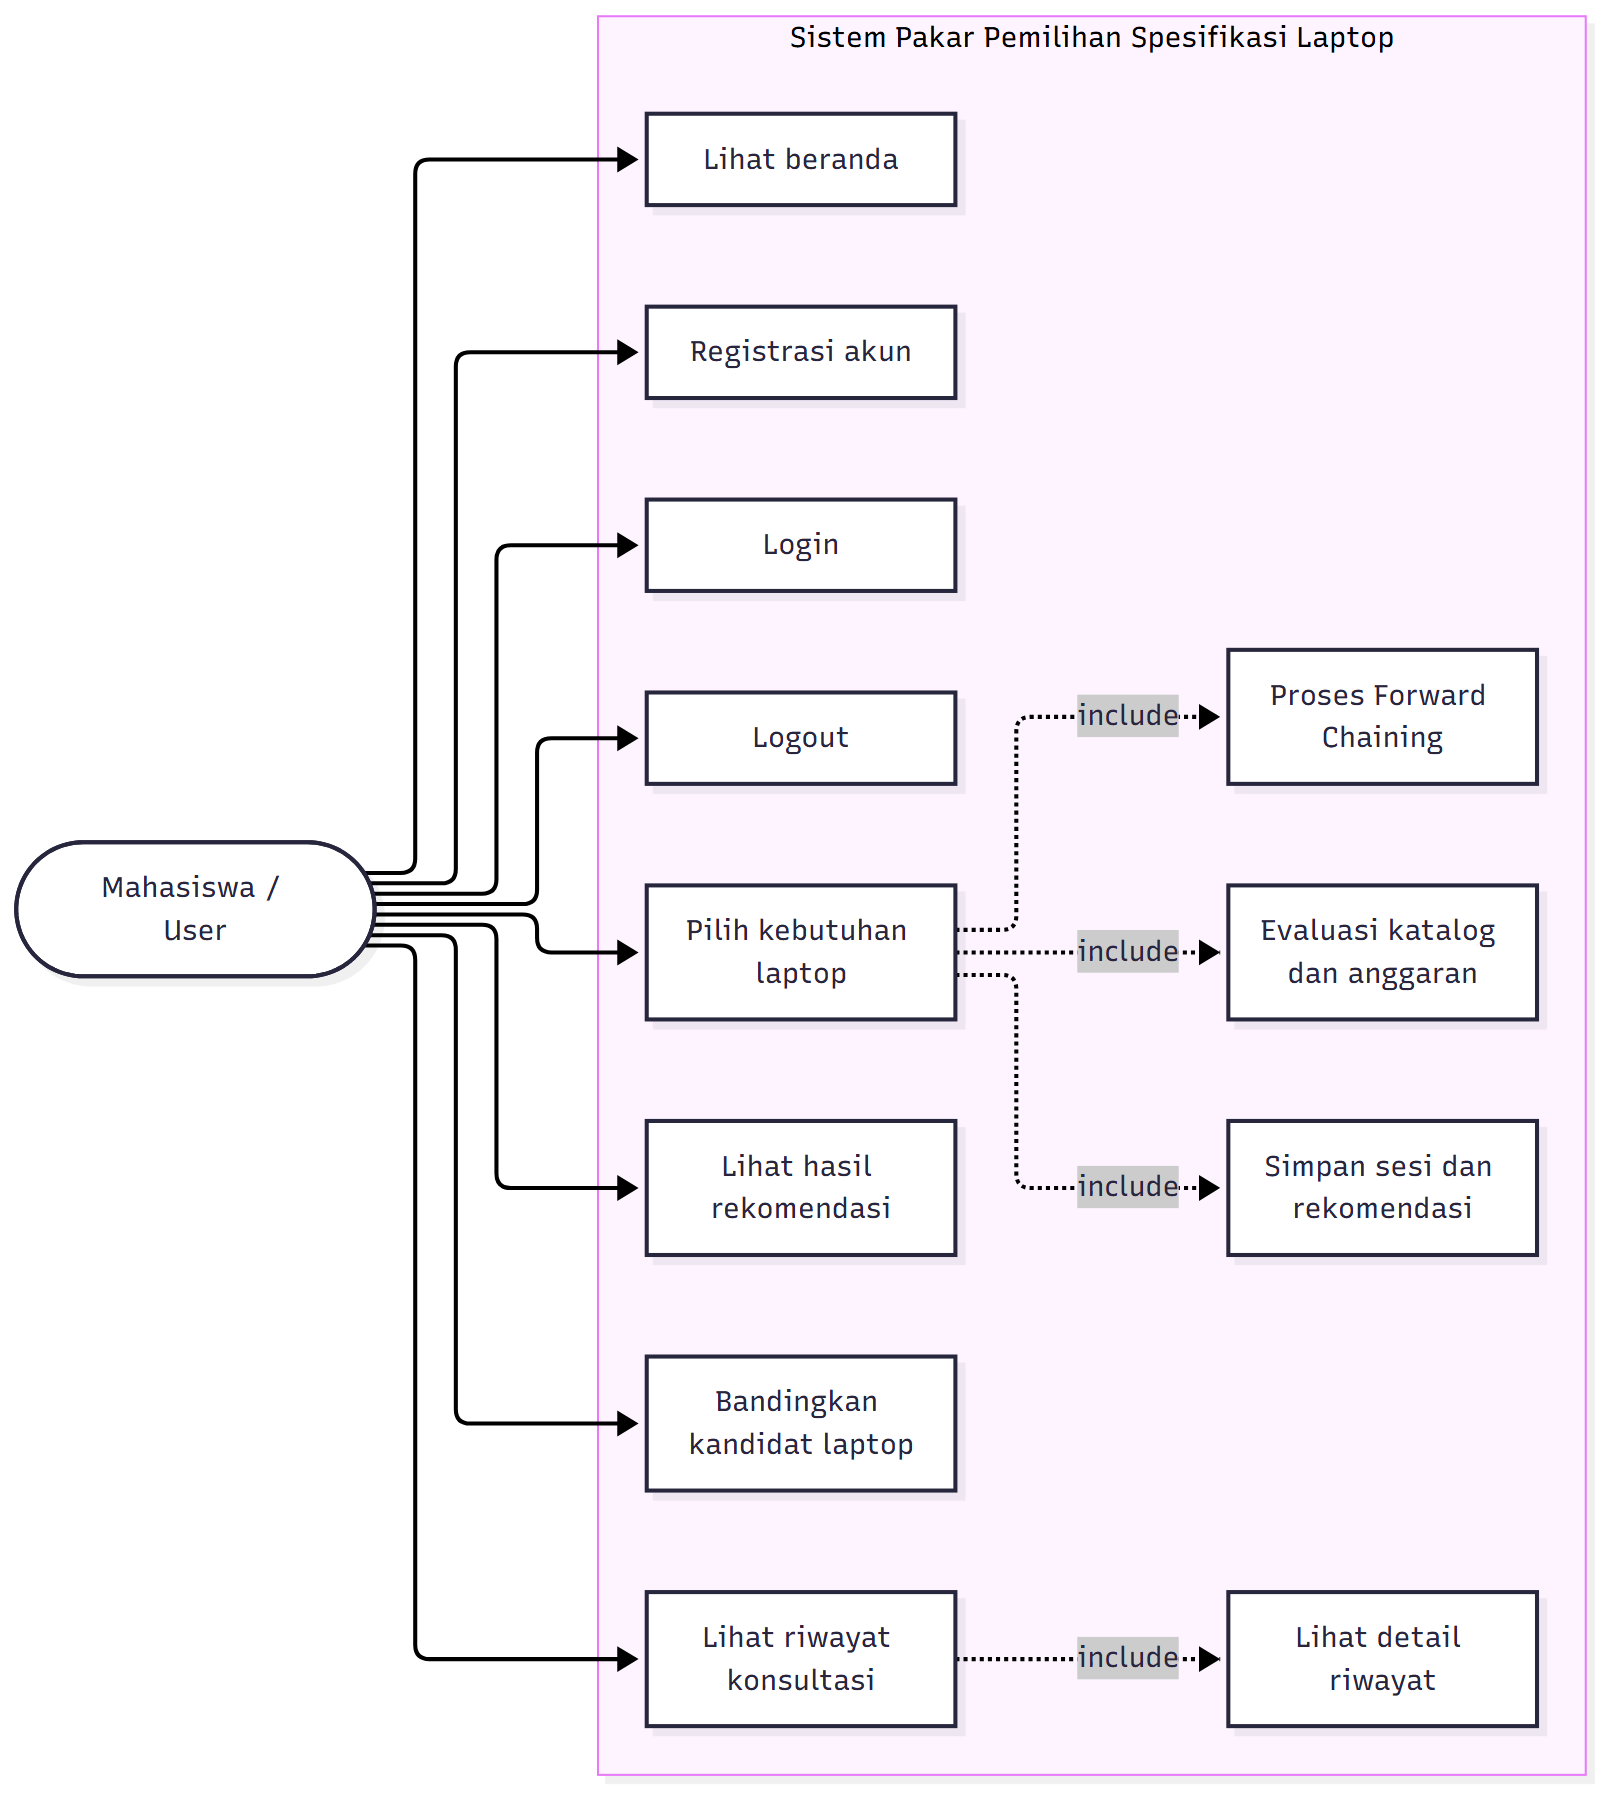 Sistem Pakar Pemilihan Spesifikasi Laptop
Lihat beranda
Registrasi akun
Login
Logout
Mahasiswa /
User
Pilih kebutuhan
laptop
Lihat hasil
rekomendasi
Bandingkan
kandidat laptop
Lihat riwayat
konsultasi
include
Proses Forward
Chaining
include
Evaluasi katalog
dan anggaran
include
Simpan sesi dan
rekomendasi
include
Lihat detail
riwayat